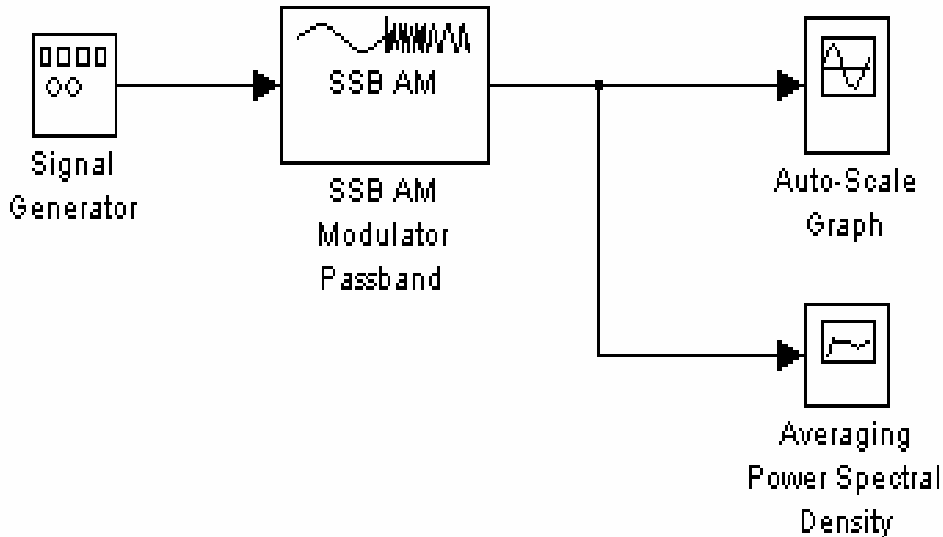 SSB AM
Signal
Generator
SSB AM
Modulator
Passband
Auto-Scale
Graph
Averaging
Power Spectral
Density